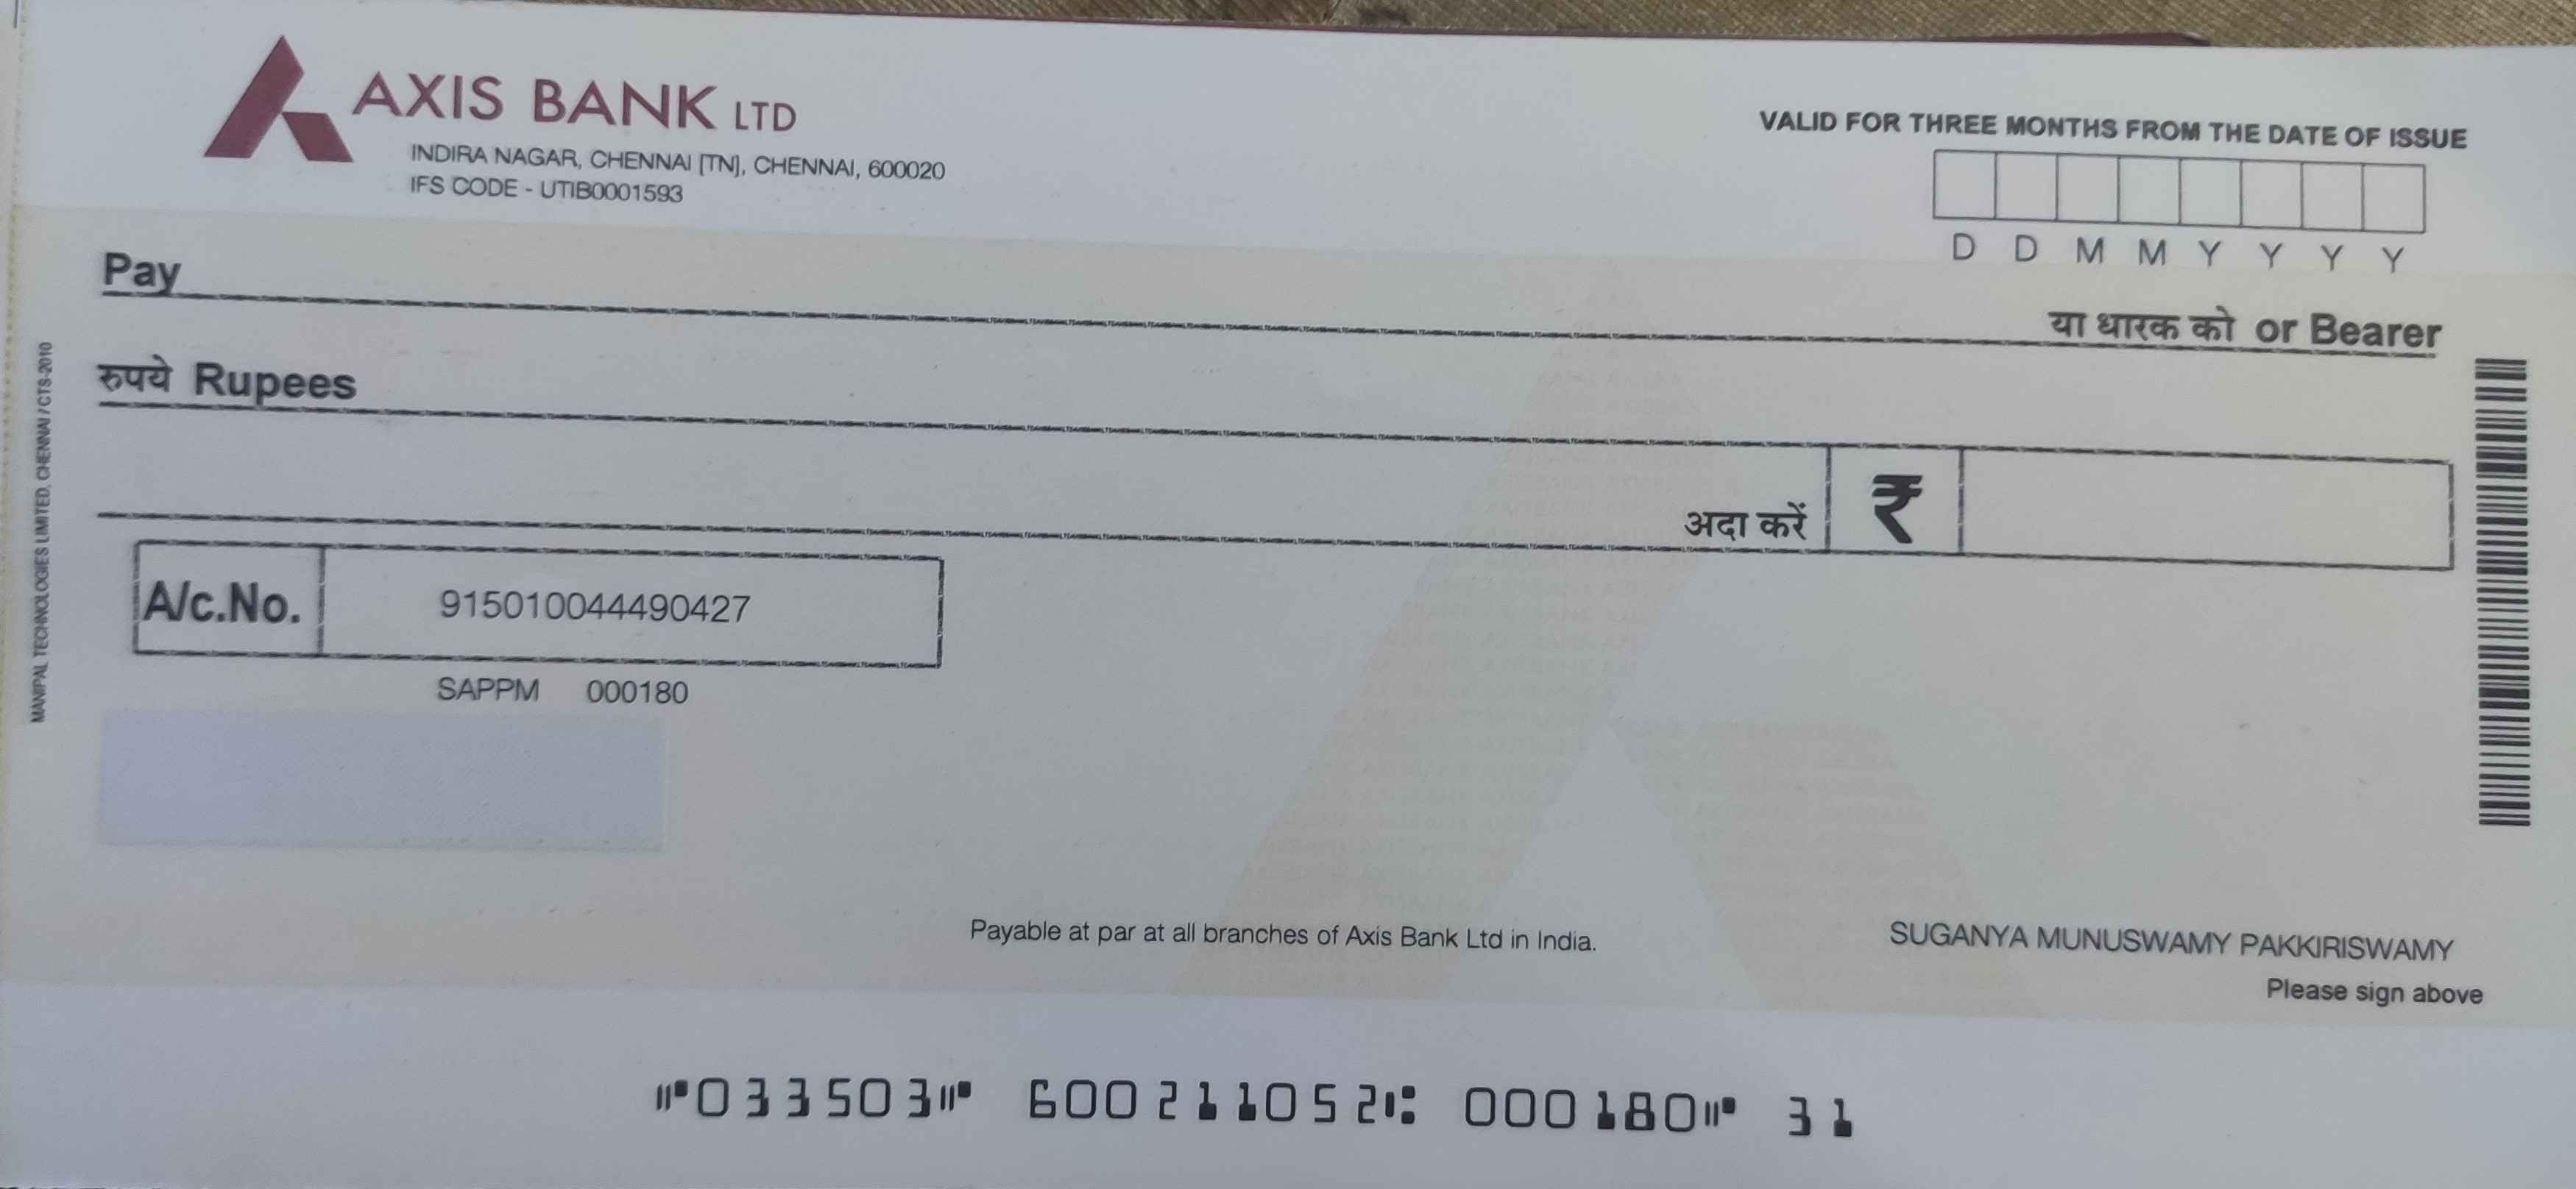 AXIS BANK LTD
INDIRA NAGAR, CHENNAI [TN], CHENNAI, 600020
IFS CODE - UTIB0001593
VALID FOR THREE MONTHS FROM THE DATE OF ISSUE
D D M M Y Y Y Y
Pay
या धारक को or Bearer
रुपये Rupees
अदा करें ₹
A/c.No. 915010044490427
SAPPM 000180
MANIPAL TECHNOLOGIES LIMITED, CHENNAI / CTS-2010
Payable at par at all branches of Axis Bank Ltd in India.
SUGANYA MUNUSWAMY PAKKIRISWAMY
Please sign above
⑈033503⑈ 600211052⑆ 000180⑈ 31